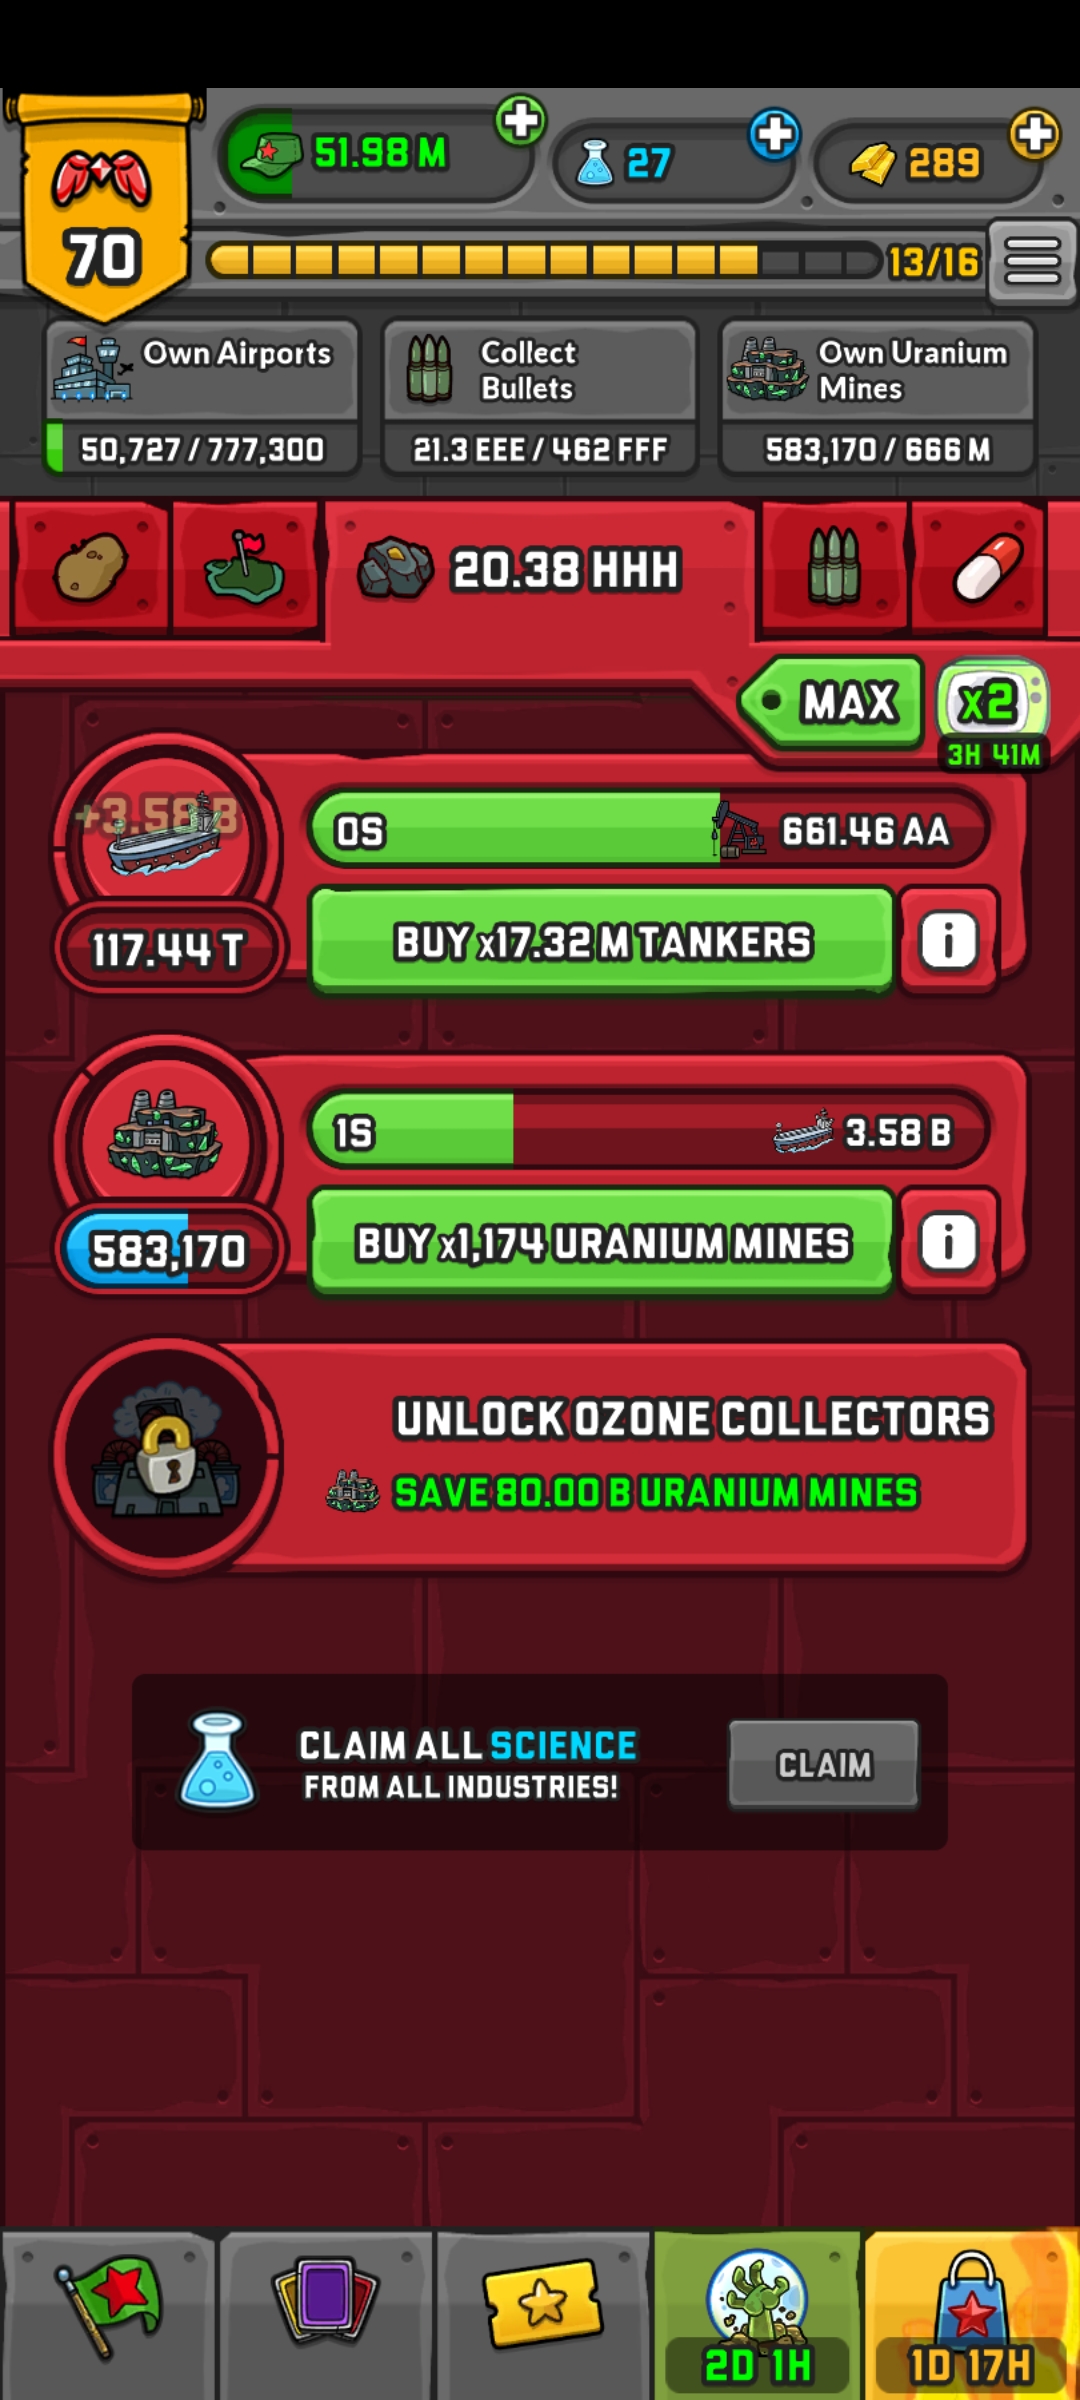 51.98 M
27
289
70
13/16
Own Airports
50,727 / 777,300
Collect
Bullets
21.3 EEE / 462 FFF
Own Uranium
Mines
583,170 / 666 M
20.38 HHH
MAX
x2
3H 41M
+3.58 B
0S
661.46 AA
117.44 T
BUY x17.32 M TANKERS
i
1S
3.58 B
583,170
BUY x1,174 URANIUM MINES
i
UNLOCK OZONE COLLECTORS
SAVE 80.00 B URANIUM MINES
CLAIM ALL SCIENCE
FROM ALL INDUSTRIES!
CLAIM
2D 1H
1D 17H